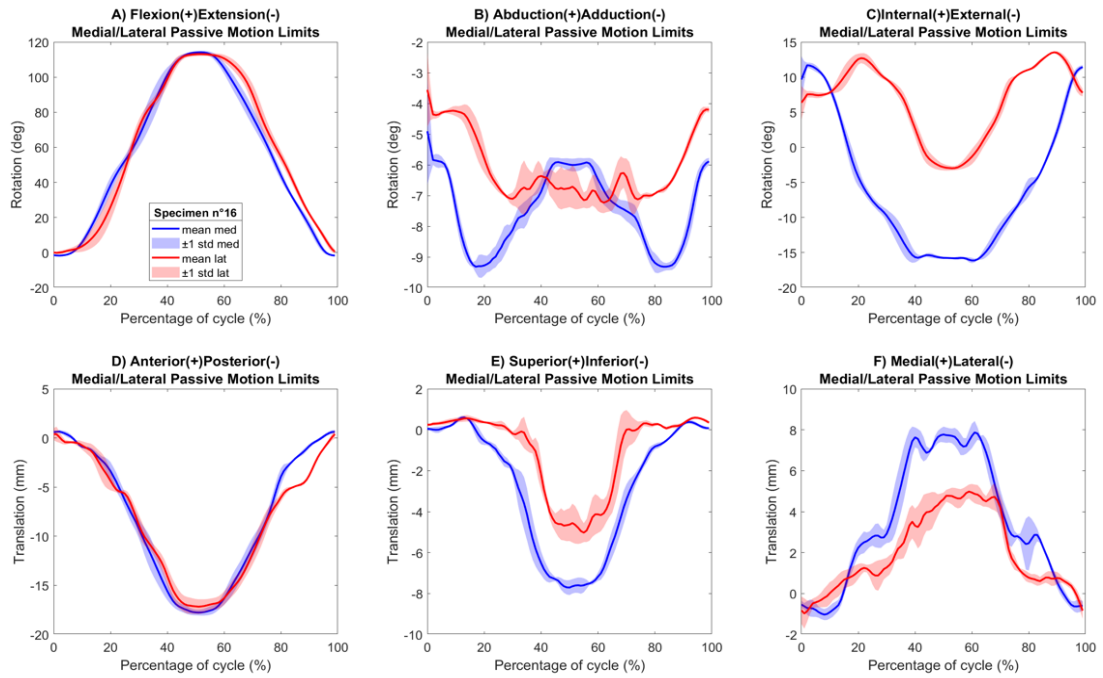 A) Flexion(+)Extension(-)
Medial/Lateral Passive Motion Limits
120
100
80
60
40
20
0
-20
Rotation (deg)
0 20 40 60 80 100
Percentage of cycle (%)
Specimen n°16
mean med
±1 std med
mean lat
±1 std lat
B) Abduction(+)Adduction(-)
Medial/Lateral Passive Motion Limits
-2
-3
-4
-5
-6
-7
-8
-9
-10
Rotation (deg)
0 20 40 60 80 100
Percentage of cycle (%)
C)Internal(+)External(-)
Medial/Lateral Passive Motion Limits
15
10
5
0
-5
-10
-15
-20
Rotation (deg)
0 20 40 60 80 100
Percentage of cycle (%)
D) Anterior(+)Posterior(-)
Medial/Lateral Passive Motion Limits
5
0
-5
-10
-15
-20
Translation (mm)
0 20 40 60 80 100
Percentage of cycle (%)
E) Superior(+)Inferior(-)
Medial/Lateral Passive Motion Limits
2
0
-2
-4
-6
-8
-10
Translation (mm)
0 20 40 60 80 100
Percentage of cycle (%)
F) Medial(+)Lateral(-)
Medial/Lateral Passive Motion Limits
10
8
6
4
2
0
-2
Translation (mm)
0 20 40 60 80 100
Percentage of cycle (%)